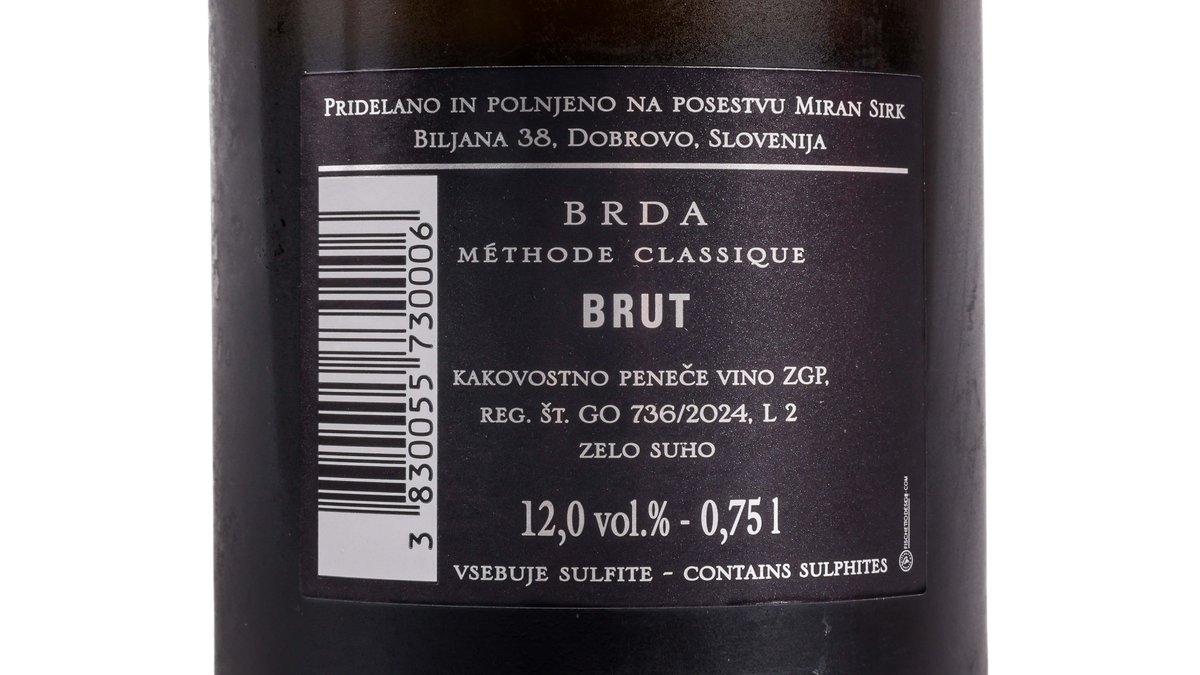 PRIDELANO IN POLNJENO NA POSESTVU MIRAN SIRK
BILJANA 38, DOBROVO, SLOVENIJA
BRDA
MÉTHODE CLASSIQUE
BRUT
KAKOVOSTNO PENEČE VINO ZGP,
REG. ŠT. GO 736/2024, L 2
ZELO SUHO
12,0 vol.% - 0,75 l
VSEBUJE SULFITE - CONTAINS SULPHITES
3 830055 730006